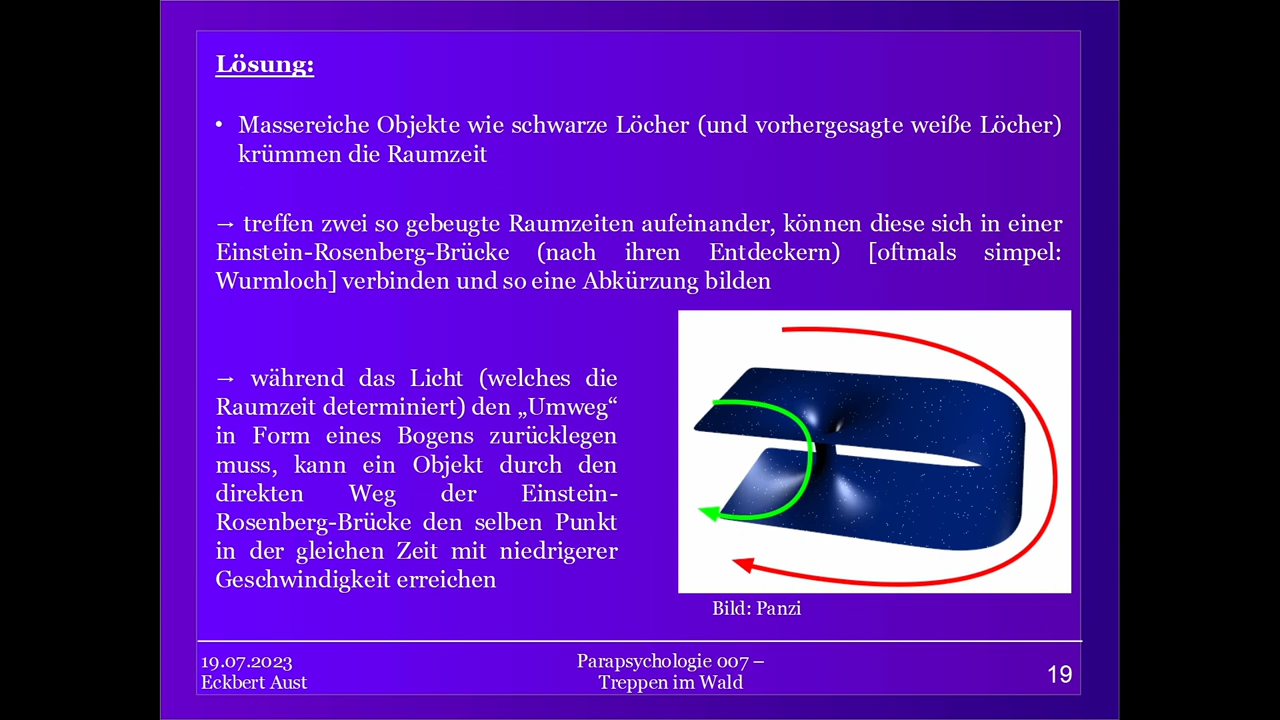 Lösung:
• Massereiche Objekte wie schwarze Löcher (und vorhergesagte weiße Löcher)
krümmen die Raumzeit
→ treffen zwei so gebeugte Raumzeiten aufeinander, können diese sich in einer
Einstein-Rosenberg-Brücke (nach ihren Entdeckern) [oftmals simpel:
Wurmloch] verbinden und so eine Abkürzung bilden
→ während das Licht (welches die
Raumzeit determiniert) den „Umweg“
in Form eines Bogens zurücklegen
muss, kann ein Objekt durch den
direkten Weg der Einstein-
Rosenberg-Brücke den selben Punkt
in der gleichen Zeit mit niedrigerer
Geschwindigkeit erreichen
Bild: Panzi
19.07.2023
Eckbert Aust
Parapsychologie 007 –
Treppen im Wald
19